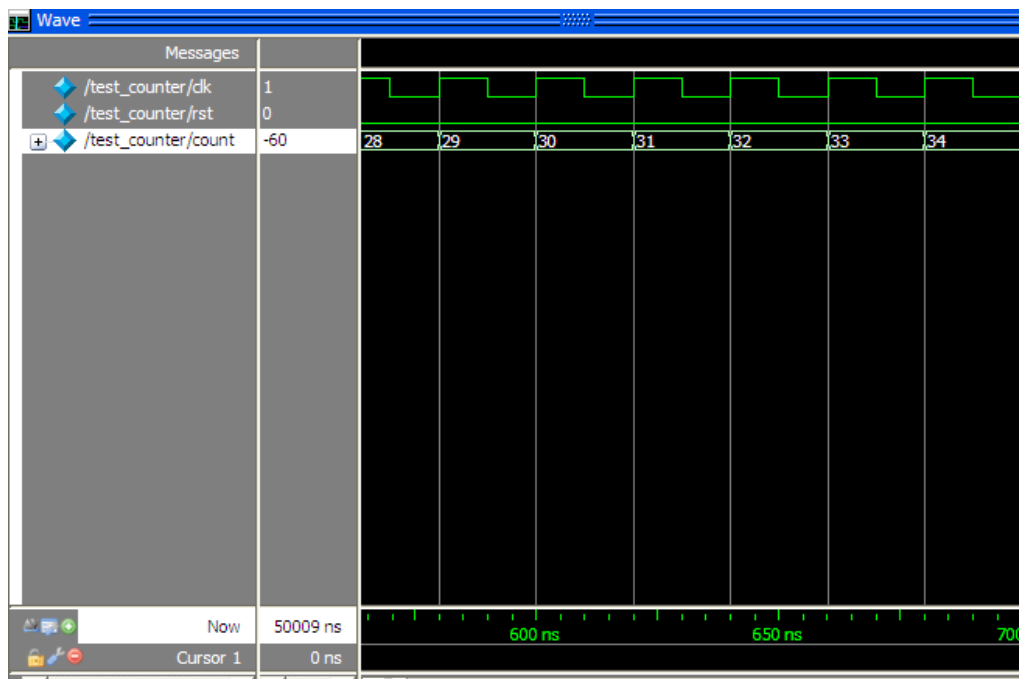 Wave
Messages
/test_counter/clk 1
/test_counter/rst 0
/test_counter/count -60 28 29 30 31 32 33 34
Now 50009 ns 600 ns 650 ns 700
Cursor 1 0 ns